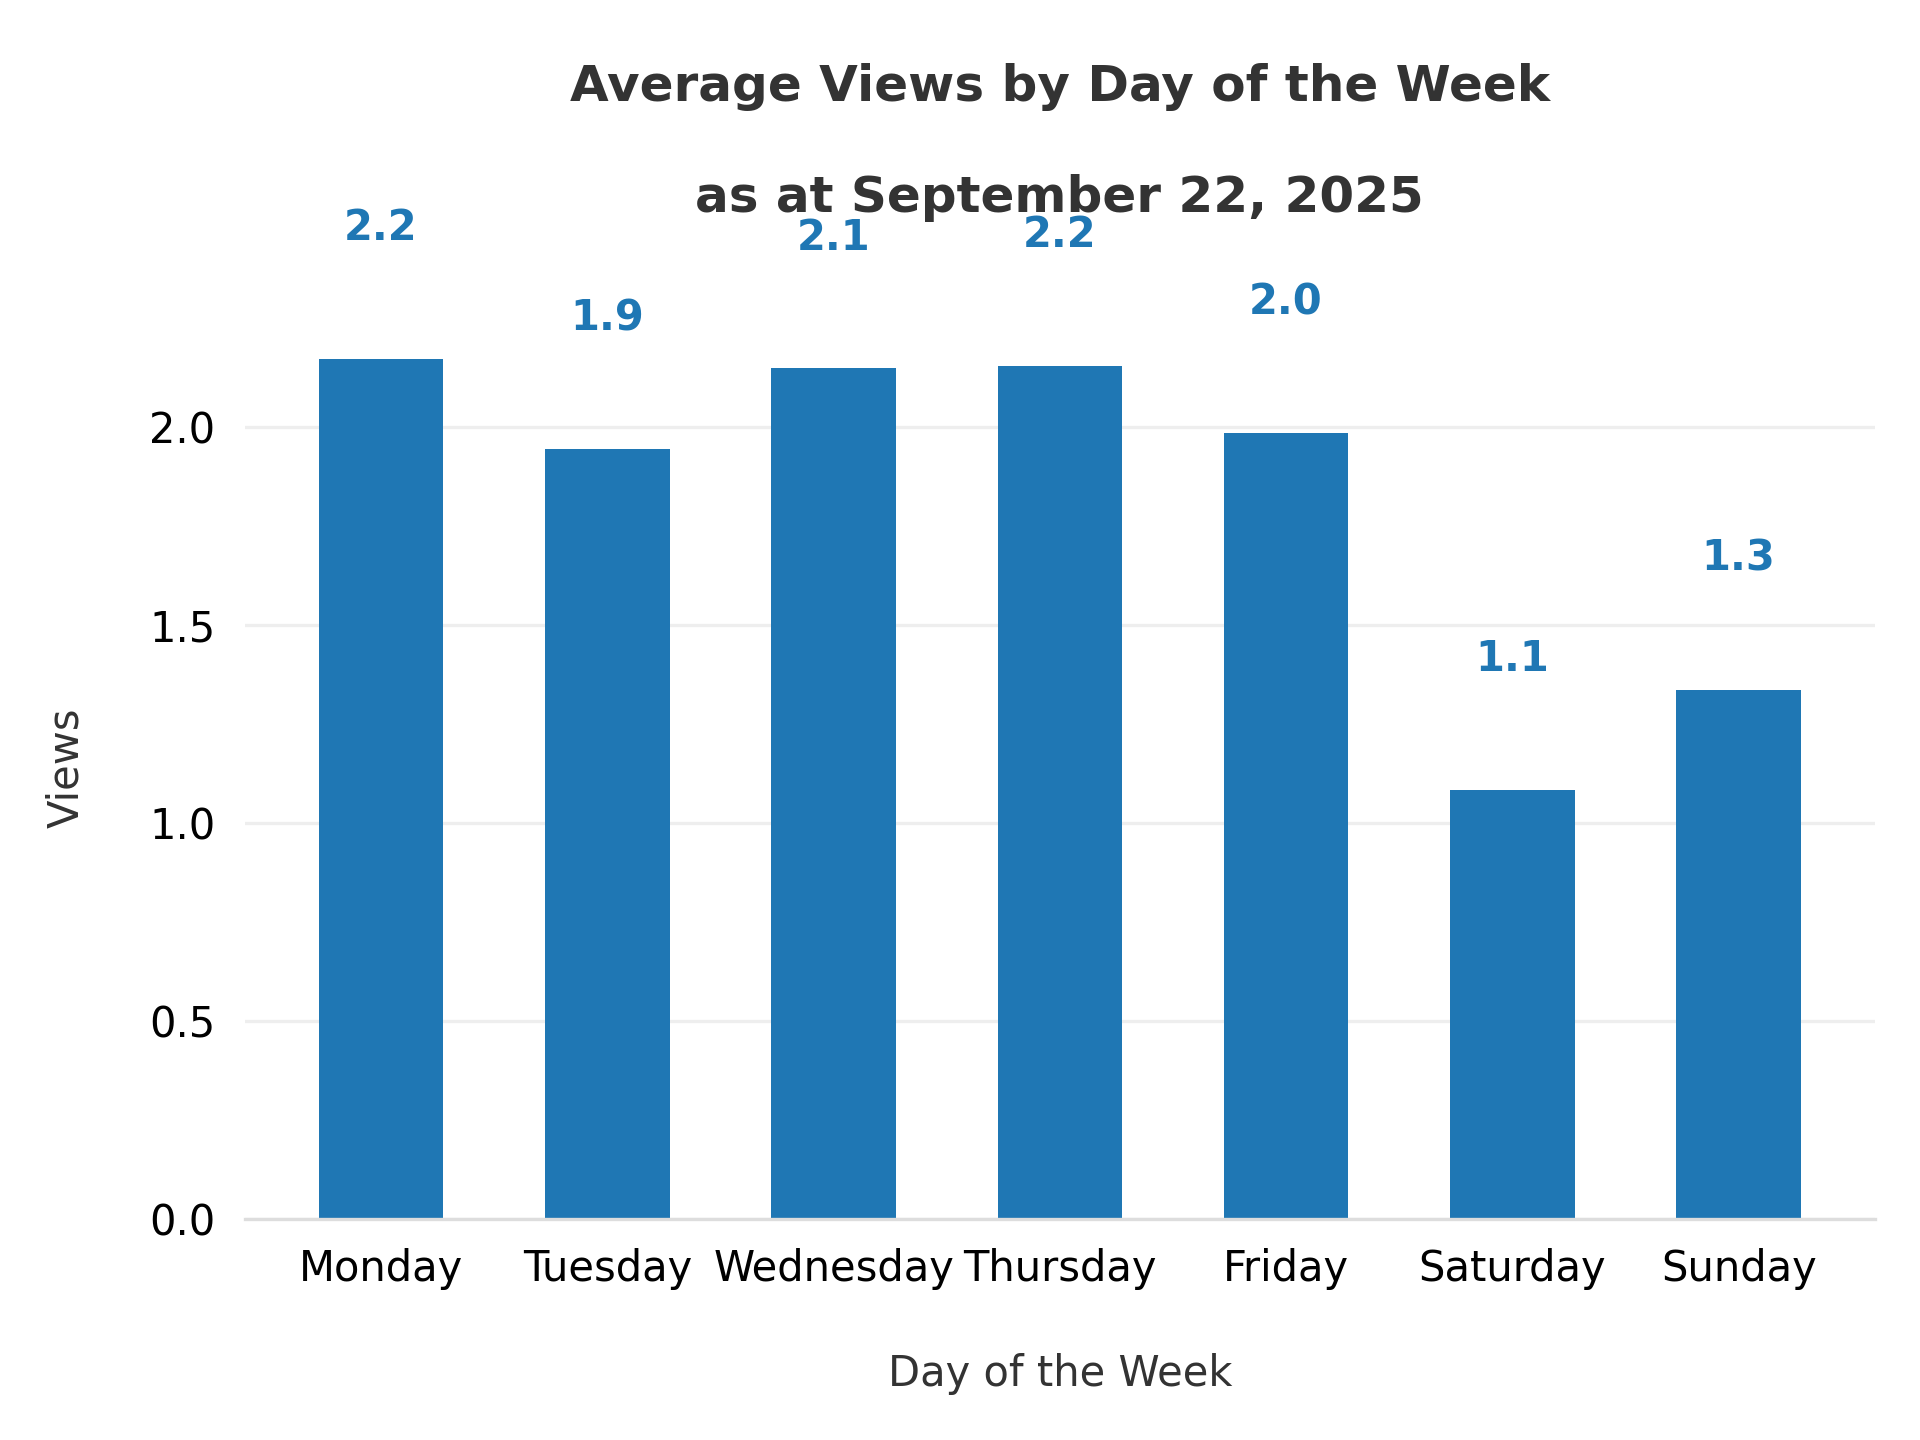 Average Views by Day of the Week
as at September 22, 2025
2.2
1.9
2.1
2.2
2.0
1.1
1.3
2.0
1.5
1.0
0.5
0.0
Views
Monday Tuesday Wednesday Thursday Friday Saturday Sunday
Day of the Week